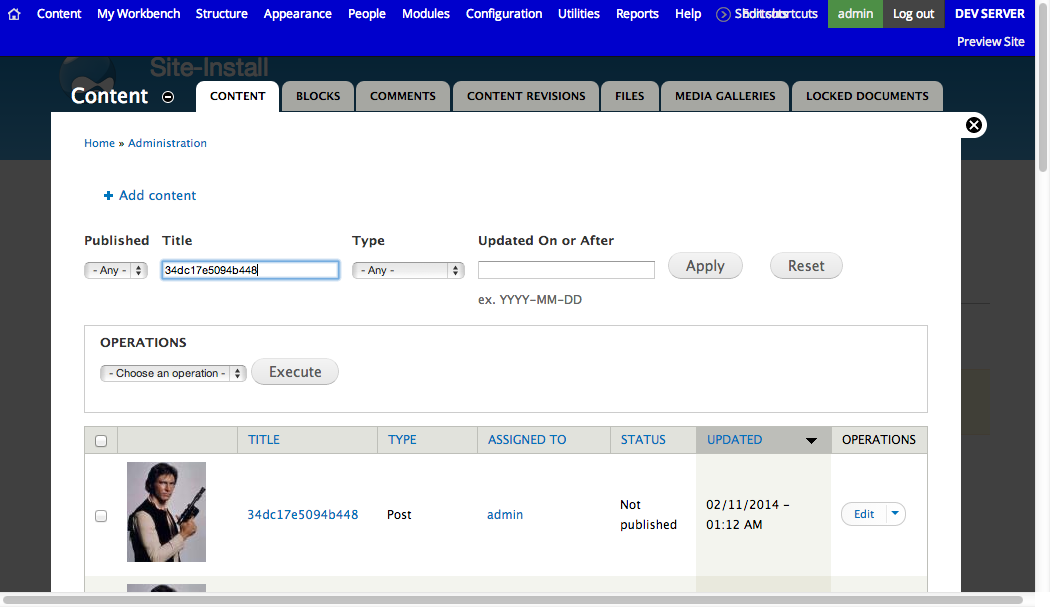 Content My Workbench Structure Appearance People Modules Configuration Utilities Reports Help Edit shortcuts admin Log out DEV SERVER
Preview Site
Site-Install
Content CONTENT BLOCKS COMMENTS CONTENT REVISIONS FILES MEDIA GALLERIES LOCKED DOCUMENTS
Home » Administration
+ Add content
Published Title Type Updated On or After
- Any - 34dc17e5094b448 - Any - Apply Reset
ex. YYYY-MM-DD
OPERATIONS
- Choose an operation - Execute
TITLE TYPE ASSIGNED TO STATUS UPDATED OPERATIONS
34dc17e5094b448 Post admin Not published 02/11/2014 - 01:12 AM Edit